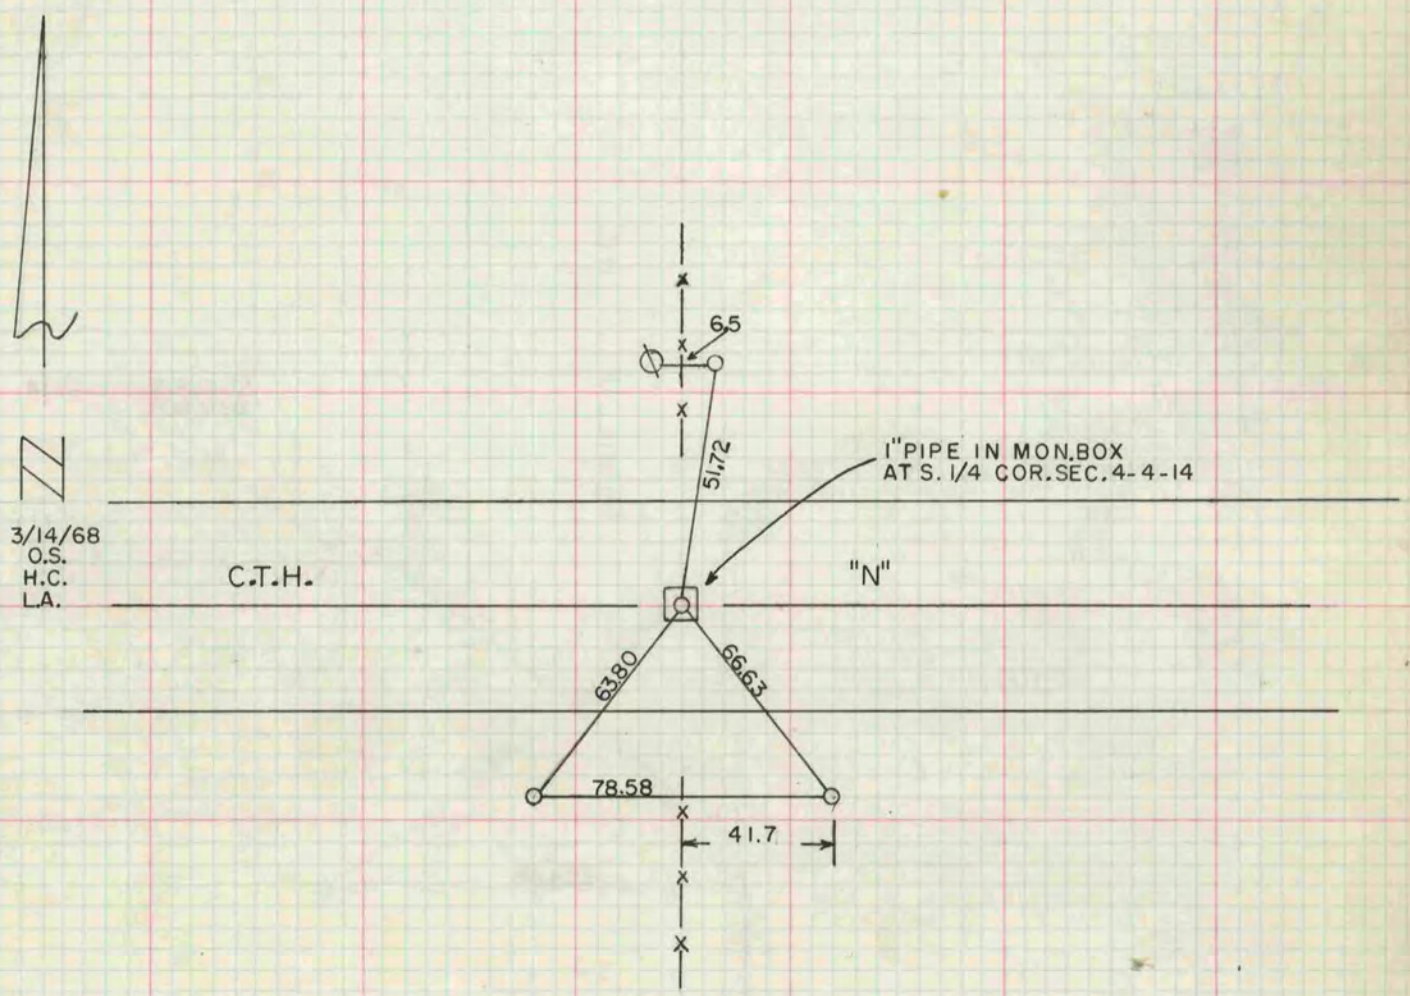 6.5
51.72
1" PIPE IN MON.BOX
AT S. 1/4 COR. SEC. 4-4-14
N
3/14/68
O.S.
H.C.
L.A.
C.T.H. "N"
63.80
66.63
78.58
41.7